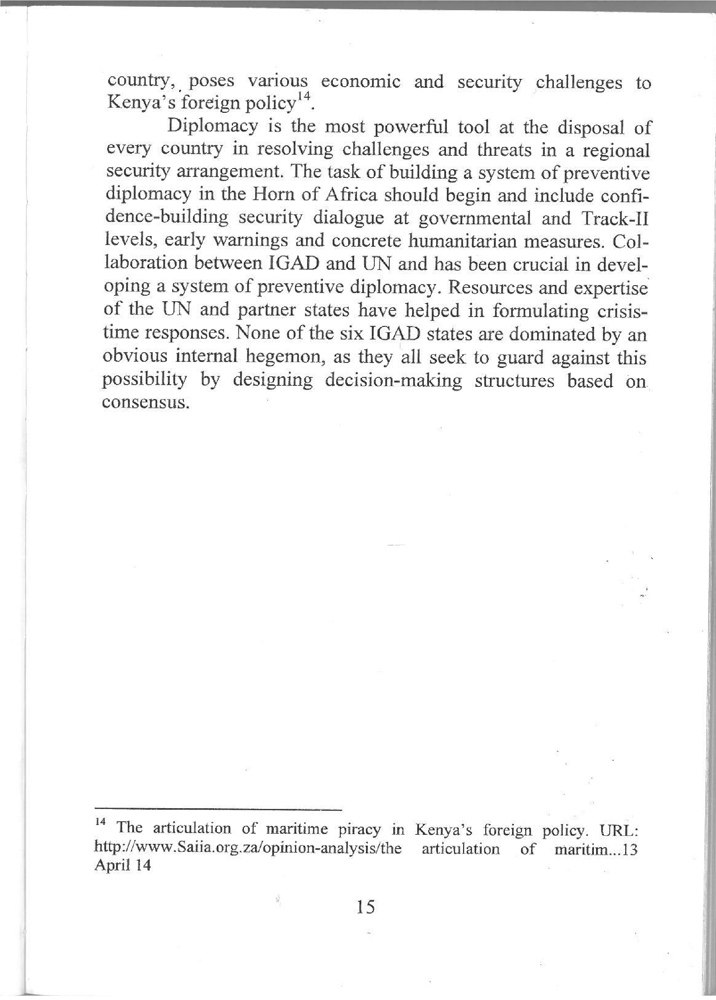 country, poses various economic and security challenges to
Kenya's foreign policy¹⁴.
Diplomacy is the most powerful tool at the disposal of
every country in resolving challenges and threats in a regional
security arrangement. The task of building a system of preventive
diplomacy in the Horn of Africa should begin and include confi-
dence-building security dialogue at governmental and Track-II
levels, early warnings and concrete humanitarian measures. Col-
laboration between IGAD and UN and has been crucial in devel-
oping a system of preventive diplomacy. Resources and expertise
of the UN and partner states have helped in formulating crisis-
time responses. None of the six IGAD states are dominated by an
obvious internal hegemon, as they all seek to guard against this
possibility by designing decision-making structures based on
consensus.
¹⁴ The articulation of maritime piracy in Kenya's foreign policy. URL:
http://www.Saiia.org.za/opinion-analysis/the articulation of maritim...13
April 14
15